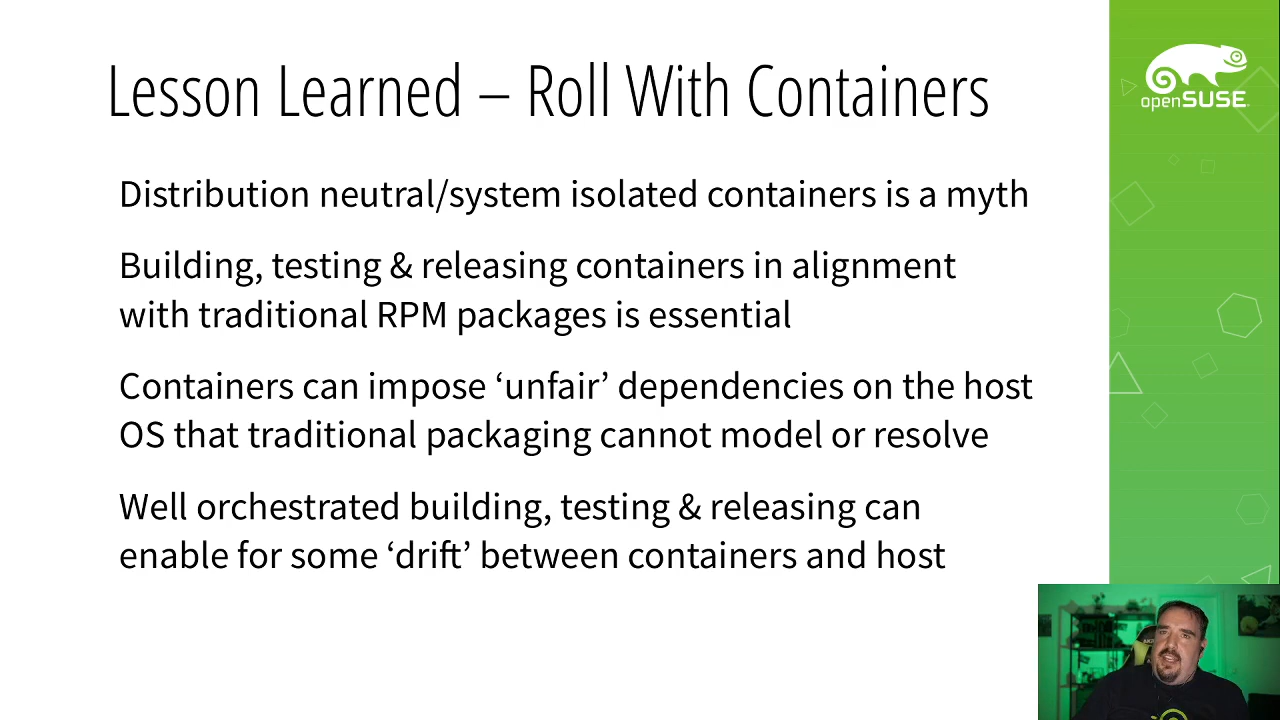 Lesson Learned – Roll With Containers
openSUSE
Distribution neutral/system isolated containers is a myth
Building, testing & releasing containers in alignment
with traditional RPM packages is essential
Containers can impose ‘unfair’ dependencies on the host
OS that traditional packaging cannot model or resolve
Well orchestrated building, testing & releasing can
enable for some ‘drift’ between containers and host